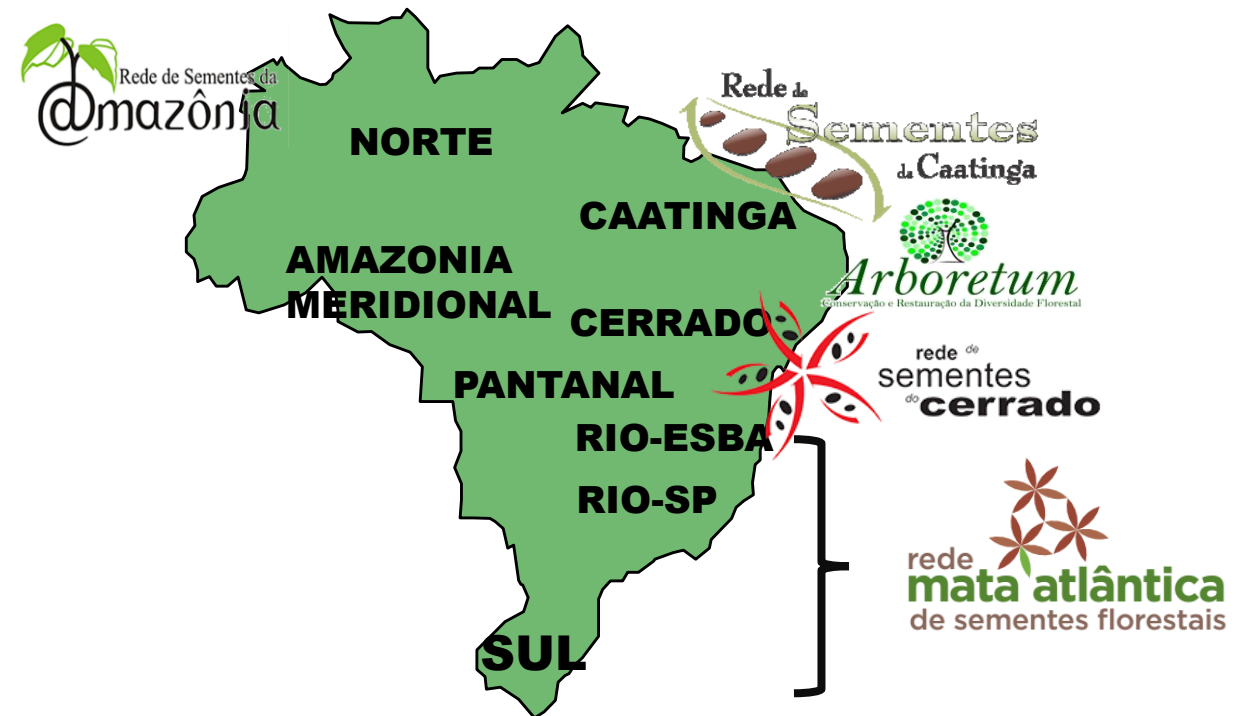 Rede de Sementes da
@mazônia
NORTE
Rede de
Sementes
da Caatinga
CAATINGA
AMAZONIA
MERIDIONAL
Arboretum
Conservação e Restauração da Diversidade Florestal
CERRADO
rede de
sementes
do cerrado
PANTANAL
RIO-ESBA
RIO-SP
rede
mata atlântica
de sementes florestais
SUL